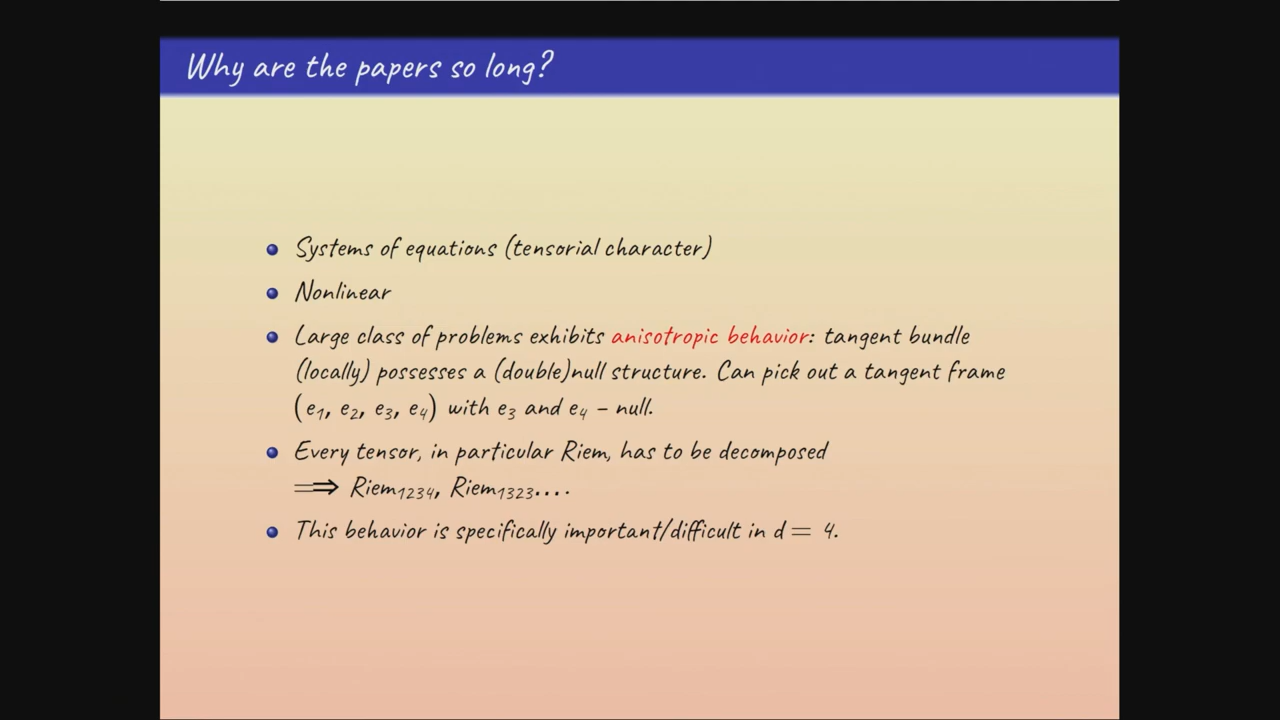 Why are the papers so long?
Systems of equations (tensorial character)
Nonlinear
Large class of problems exhibits anisotropic behavior: tangent bundle
(locally) possesses a (double)null structure. Can pick out a tangent frame
(e₁, e₂, e₃, e₄) with e₃ and e₄ – null.
Every tensor, in particular Riem, has to be decomposed
⟹ Riem₁₂₃₄, Riem₁₃₂₃....
This behavior is specifically important/difficult in d = 4.